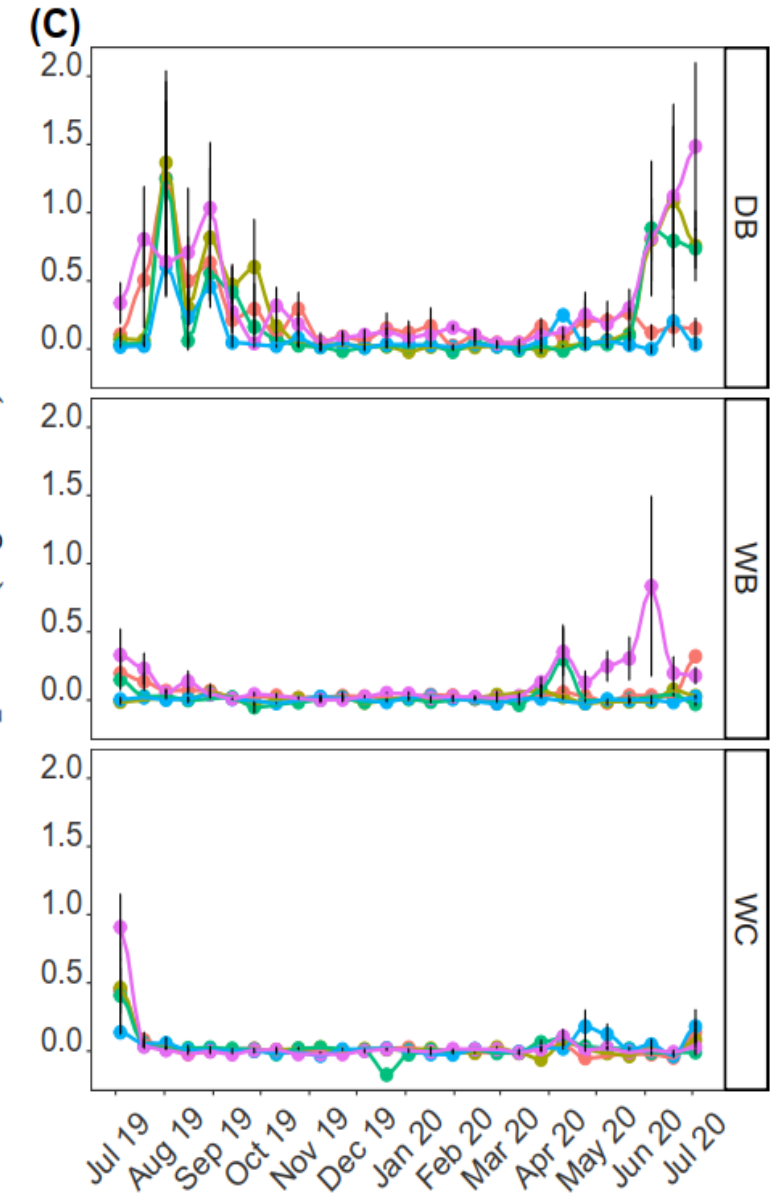 (C)
2.0
1.5
1.0
0.5
0.0
DB
2.0
1.5
1.0
0.5
0.0
WB
2.0
1.5
1.0
0.5
0.0
WC
Jul 19
Aug 19
Sep 19
Oct 19
Nov 19
Dec 19
Jan 20
Feb 20
Mar 20
Apr 20
May 20
Jun 20
Jul 20